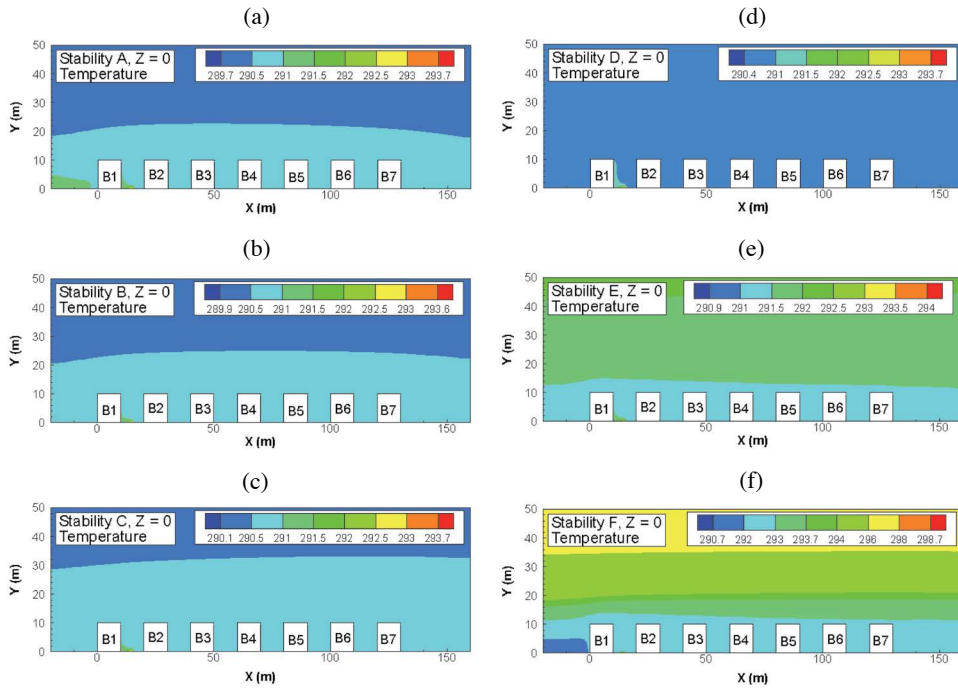 (a)
Stability A, Z = 0
Temperature
289.7 290.5 291 291.5 292 292.5 293 293.7
50
40
30
20
10
0
Y (m)
B1 B2 B3 B4 B5 B6 B7
0 50 100 150
X (m)
(b)
Stability B, Z = 0
Temperature
289.9 290.5 291 291.5 292 292.5 293 293.6
50
40
30
20
10
0
Y (m)
B1 B2 B3 B4 B5 B6 B7
0 50 100 150
X (m)
(c)
Stability C, Z = 0
Temperature
290.1 290.5 291 291.5 292 292.5 293 293.7
50
40
30
20
10
0
Y (m)
B1 B2 B3 B4 B5 B6 B7
0 50 100 150
X (m)
(d)
Stability D, Z = 0
Temperature
290.4 291 291.5 292 292.5 293 293.7
50
40
30
20
10
0
Y (m)
B1 B2 B3 B4 B5 B6 B7
0 50 100 150
X (m)
(e)
Stability E, Z = 0
Temperature
290.9 291 291.5 292 292.5 293 293.5 294
50
40
30
20
10
0
Y (m)
B1 B2 B3 B4 B5 B6 B7
0 50 100 150
X (m)
(f)
Stability F, Z = 0
Temperature
290.7 292 293 293.7 294 296 298 298.7
50
40
30
20
10
0
Y (m)
B1 B2 B3 B4 B5 B6 B7
0 50 100 150
X (m)